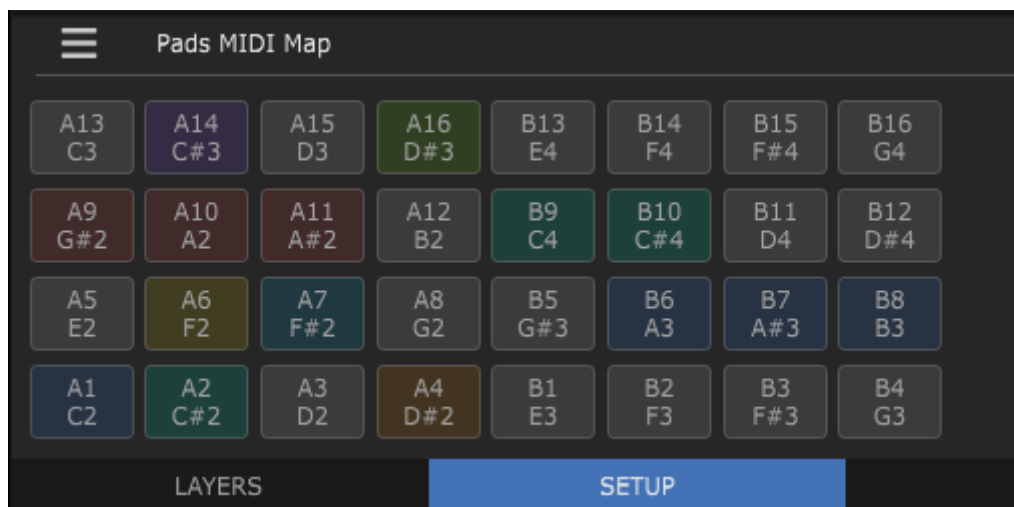 Pads MIDI Map
A13 A14 A15 A16 B13 B14 B15 B16
C3 C#3 D3 D#3 E4 F4 F#4 G4
A9 A10 A11 A12 B9 B10 B11 B12
G#2 A2 A#2 B2 C4 C#4 D4 D#4
A5 A6 A7 A8 B5 B6 B7 B8
E2 F2 F#2 G2 G#3 A3 A#3 B3
A1 A2 A3 A4 B1 B2 B3 B4
C2 C#2 D2 D#2 E3 F3 F#3 G3
LAYERS SETUP